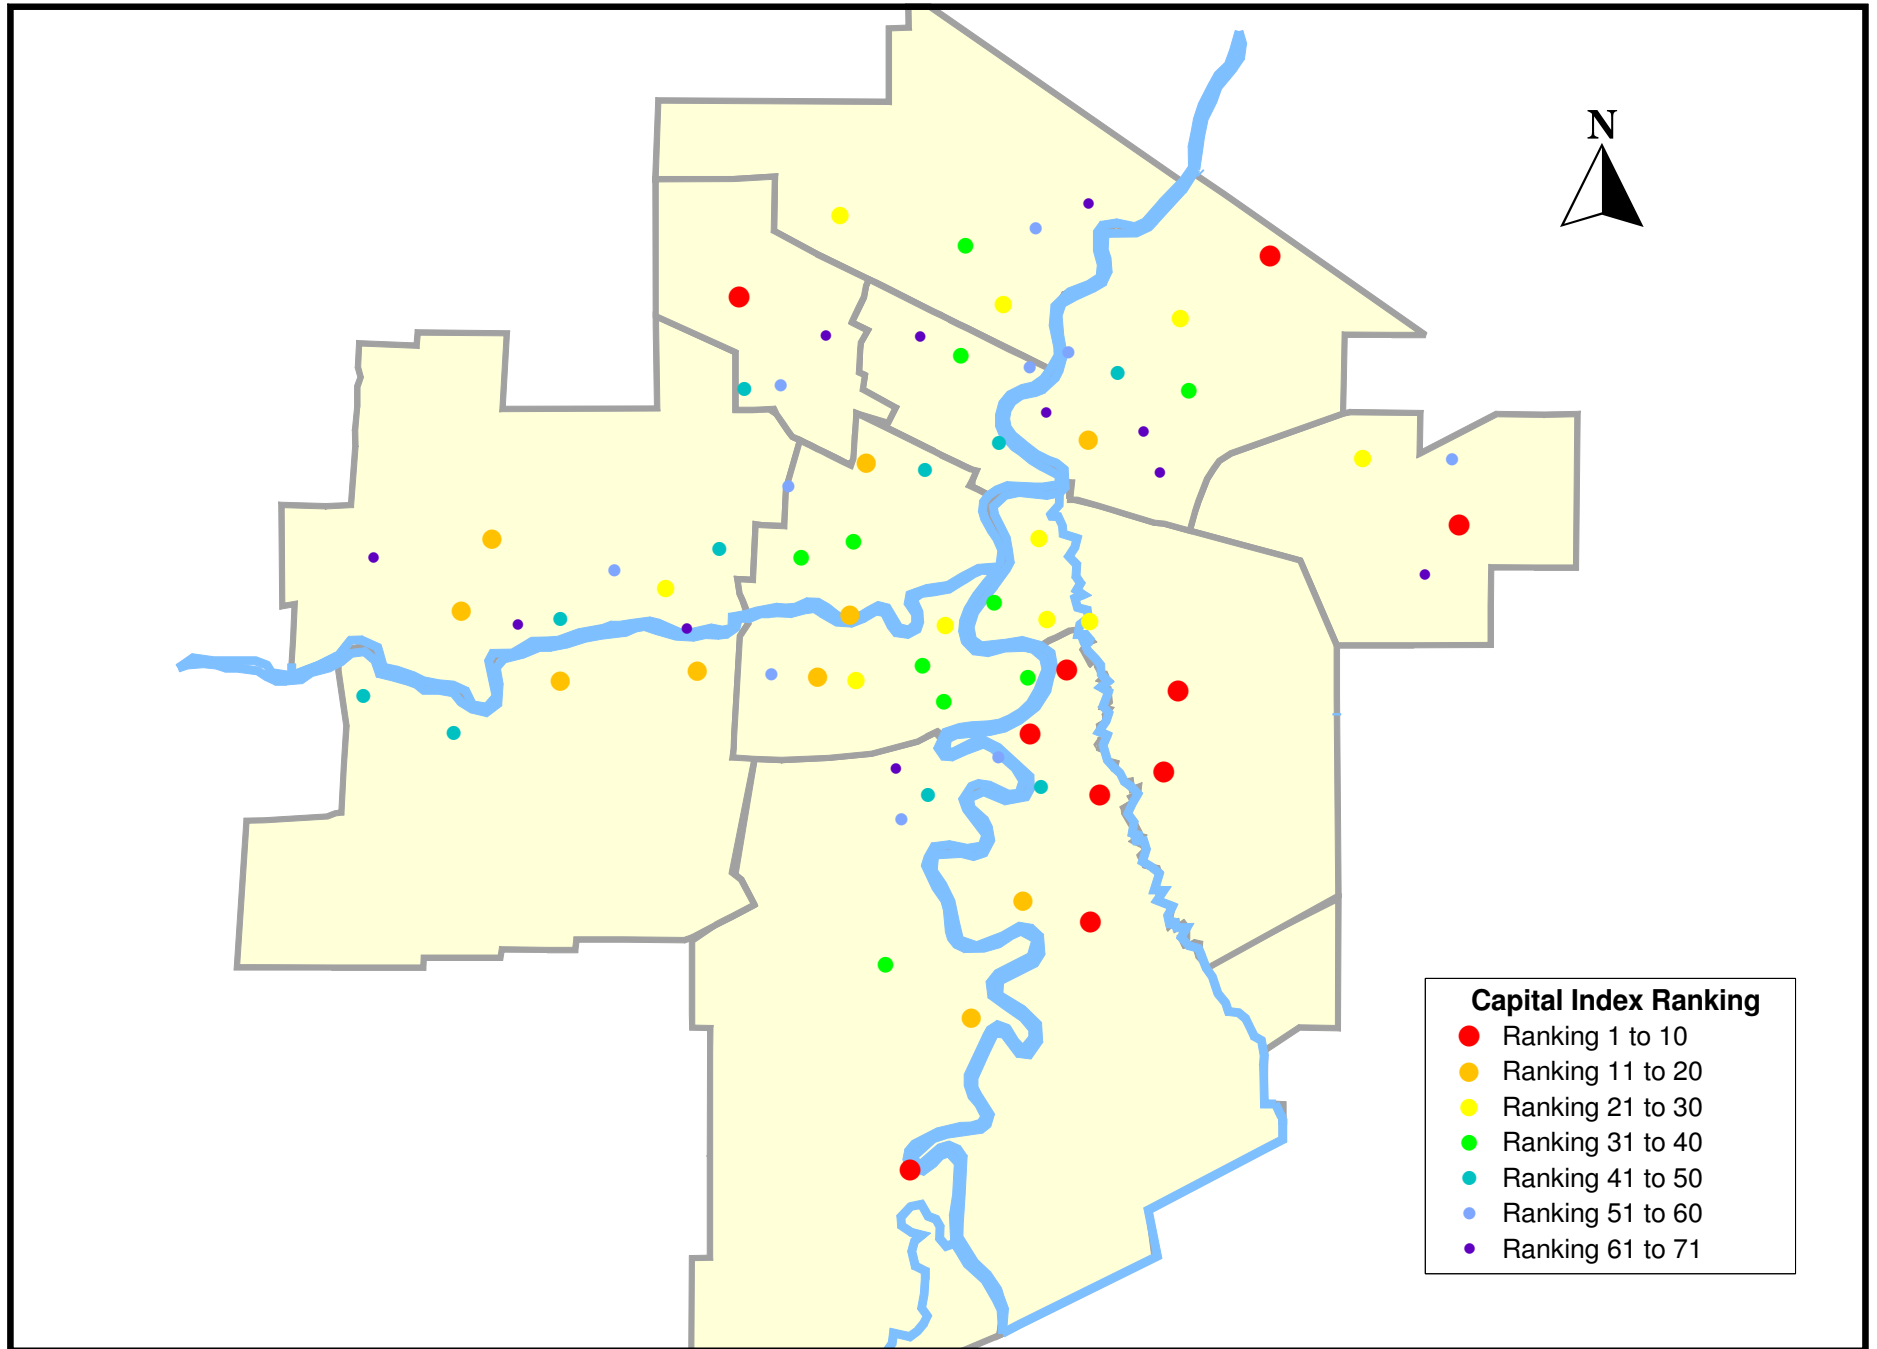 N
Capital Index Ranking
Ranking 1 to 10
Ranking 11 to 20
Ranking 21 to 30
Ranking 31 to 40
Ranking 41 to 50
Ranking 51 to 60
Ranking 61 to 71